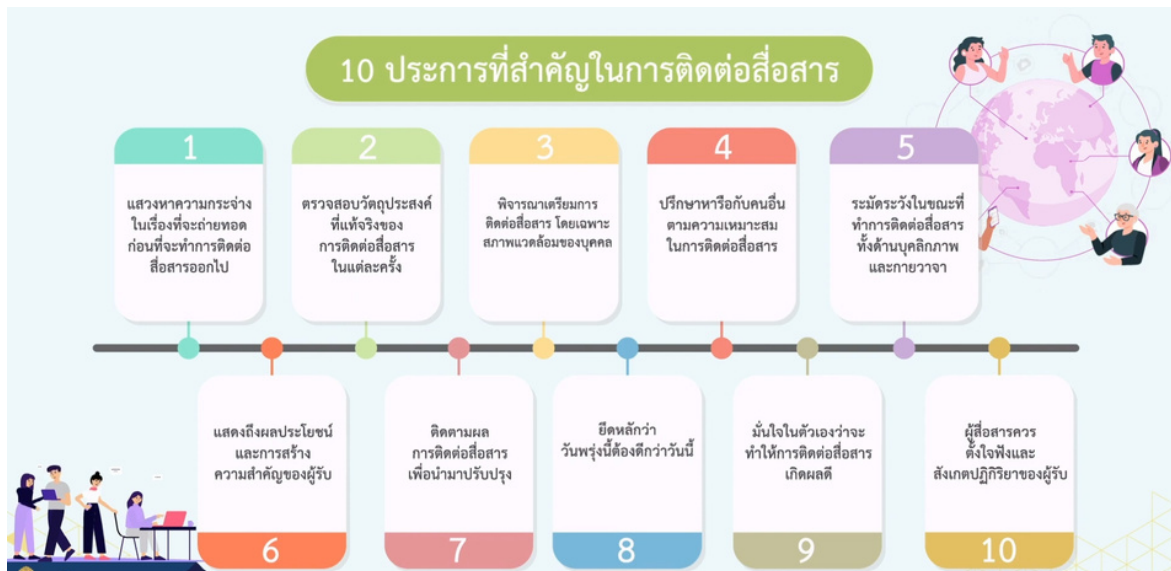 10 ประการที่สำคัญในการติดต่อสื่อสาร
1
แสวงหาความกระจ่าง
ในเรื่องที่จะถ่ายทอด
ก่อนที่จะทำการติดต่อ
สื่อสารออกไป
2
ตรวจสอบวัตถุประสงค์
ที่แท้จริงของ
การติดต่อสื่อสาร
ในแต่ละครั้ง
3
พิจารณาเตรียมการ
ติดต่อสื่อสาร โดยเฉพาะ
สภาพแวดล้อมของบุคคล
4
ปรึกษาหารือกับคนอื่น
ตามความเหมาะสม
ในการติดต่อสื่อสาร
5
ระมัดระวังในขณะที่
ทำการติดต่อสื่อสาร
ทั้งด้านบุคลิกภาพ
และกายวาจา
แสดงถึงผลประโยชน์
และการสร้าง
ความสำคัญของผู้รับ
6
ติดตามผล
การติดต่อสื่อสาร
เพื่อนำมาปรับปรุง
7
ยึดหลักว่า
วันพรุ่งนี้ต้องดีกว่าวันนี้
8
มั่นใจในตัวเองว่าจะ
ทำให้การติดต่อสื่อสาร
เกิดผลดี
9
ผู้สื่อสารควร
ตั้งใจฟังและ
สังเกตปฏิกิริยาของผู้รับ
10